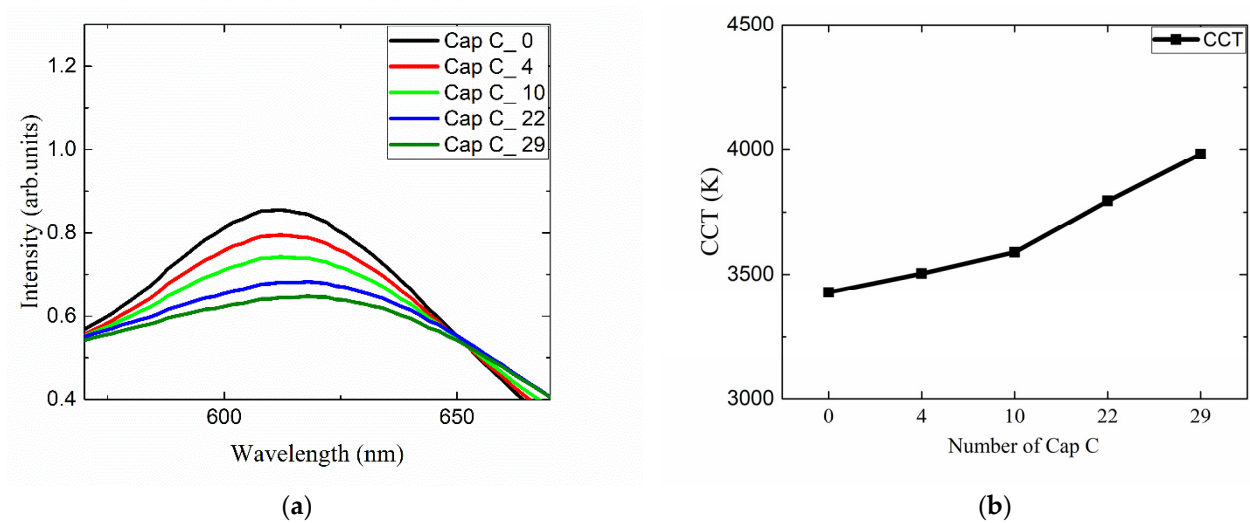 Cap C_ 0
Cap C_ 4
Cap C_ 10
Cap C_ 22
Cap C_ 29
1.2
1.0
0.8
0.6
0.4
600
650
Intensity (arb.units)
Wavelength (nm)
(a)
CCT
4500
4000
3500
3000
0
4
10
22
29
CCT (K)
Number of Cap C
(b)